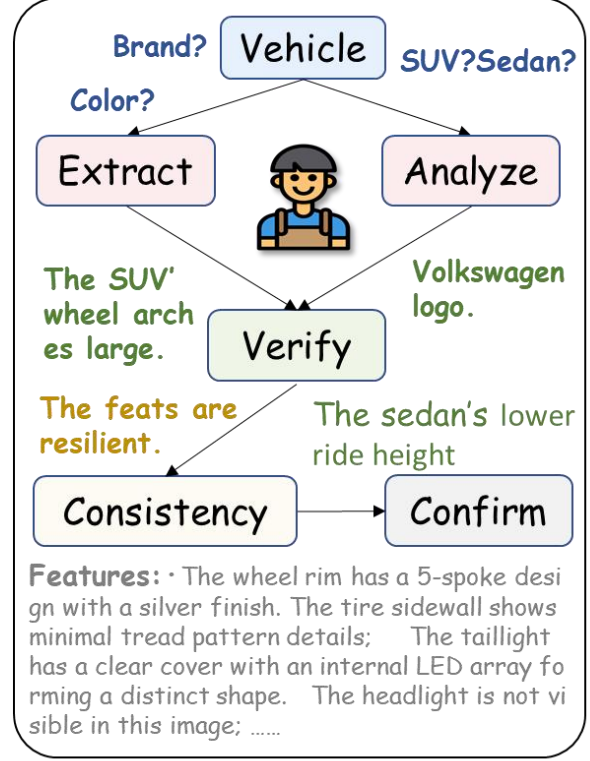 Brand?
Vehicle
SUV?Sedan?
Color?
Extract
Analyze
The SUV'
wheel arch
es large.
Volkswagen
logo.
Verify
The feats are
resilient.
The sedan's lower
ride height
Consistency
Confirm
Features: · The wheel rim has a 5-spoke desi
gn with a silver finish. The tire sidewall shows
minimal tread pattern details; The taillight
has a clear cover with an internal LED array fo
rming a distinct shape. The headlight is not vi
sible in this image; ......